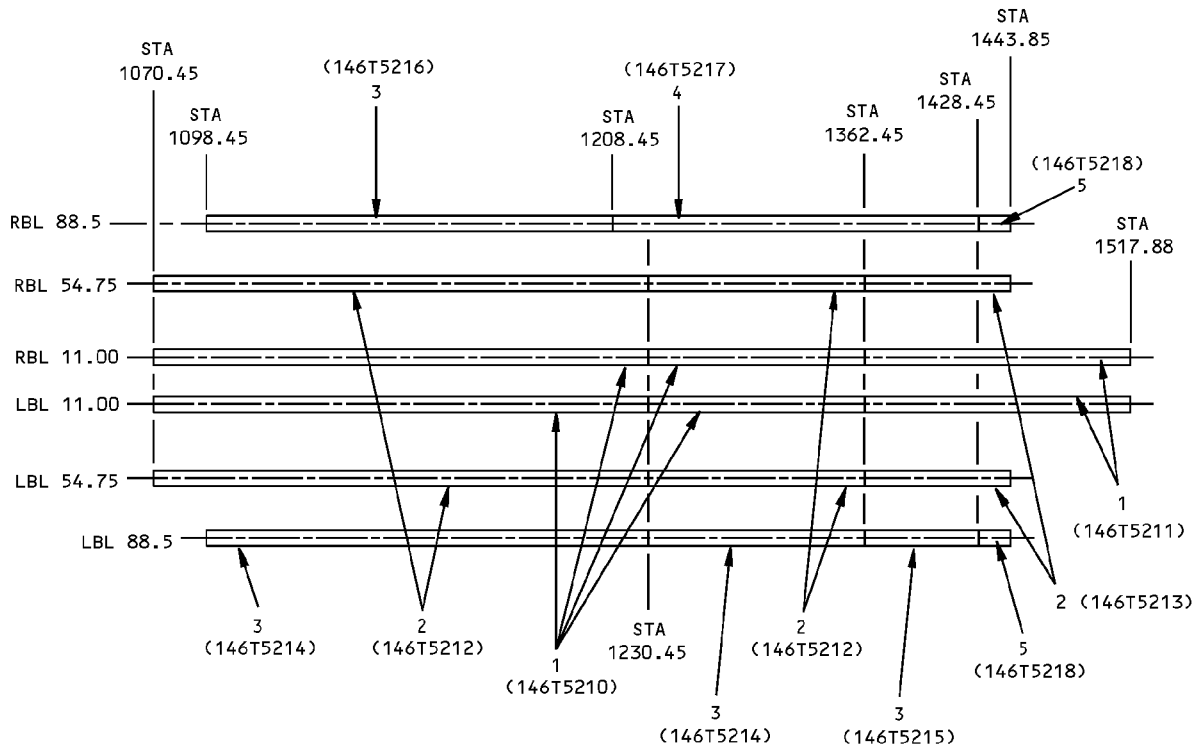 STA
1443.85
STA
1070.45
(146T5216)
3
(146T5217)
4
STA
1428.45
STA
1098.45
STA
1208.45
STA
1362.45
(146T5218)
5
RBL 88.5
STA
1517.88
RBL 54.75
RBL 11.00
LBL 11.00
LBL 54.75
1
(146T5211)
LBL 88.5
2 (146T5213)
3
(146T5214)
2
(146T5212)
1
(146T5210)
STA
1230.45
2
(146T5212)
5
(146T5218)
3
(146T5214)
3
(146T5215)